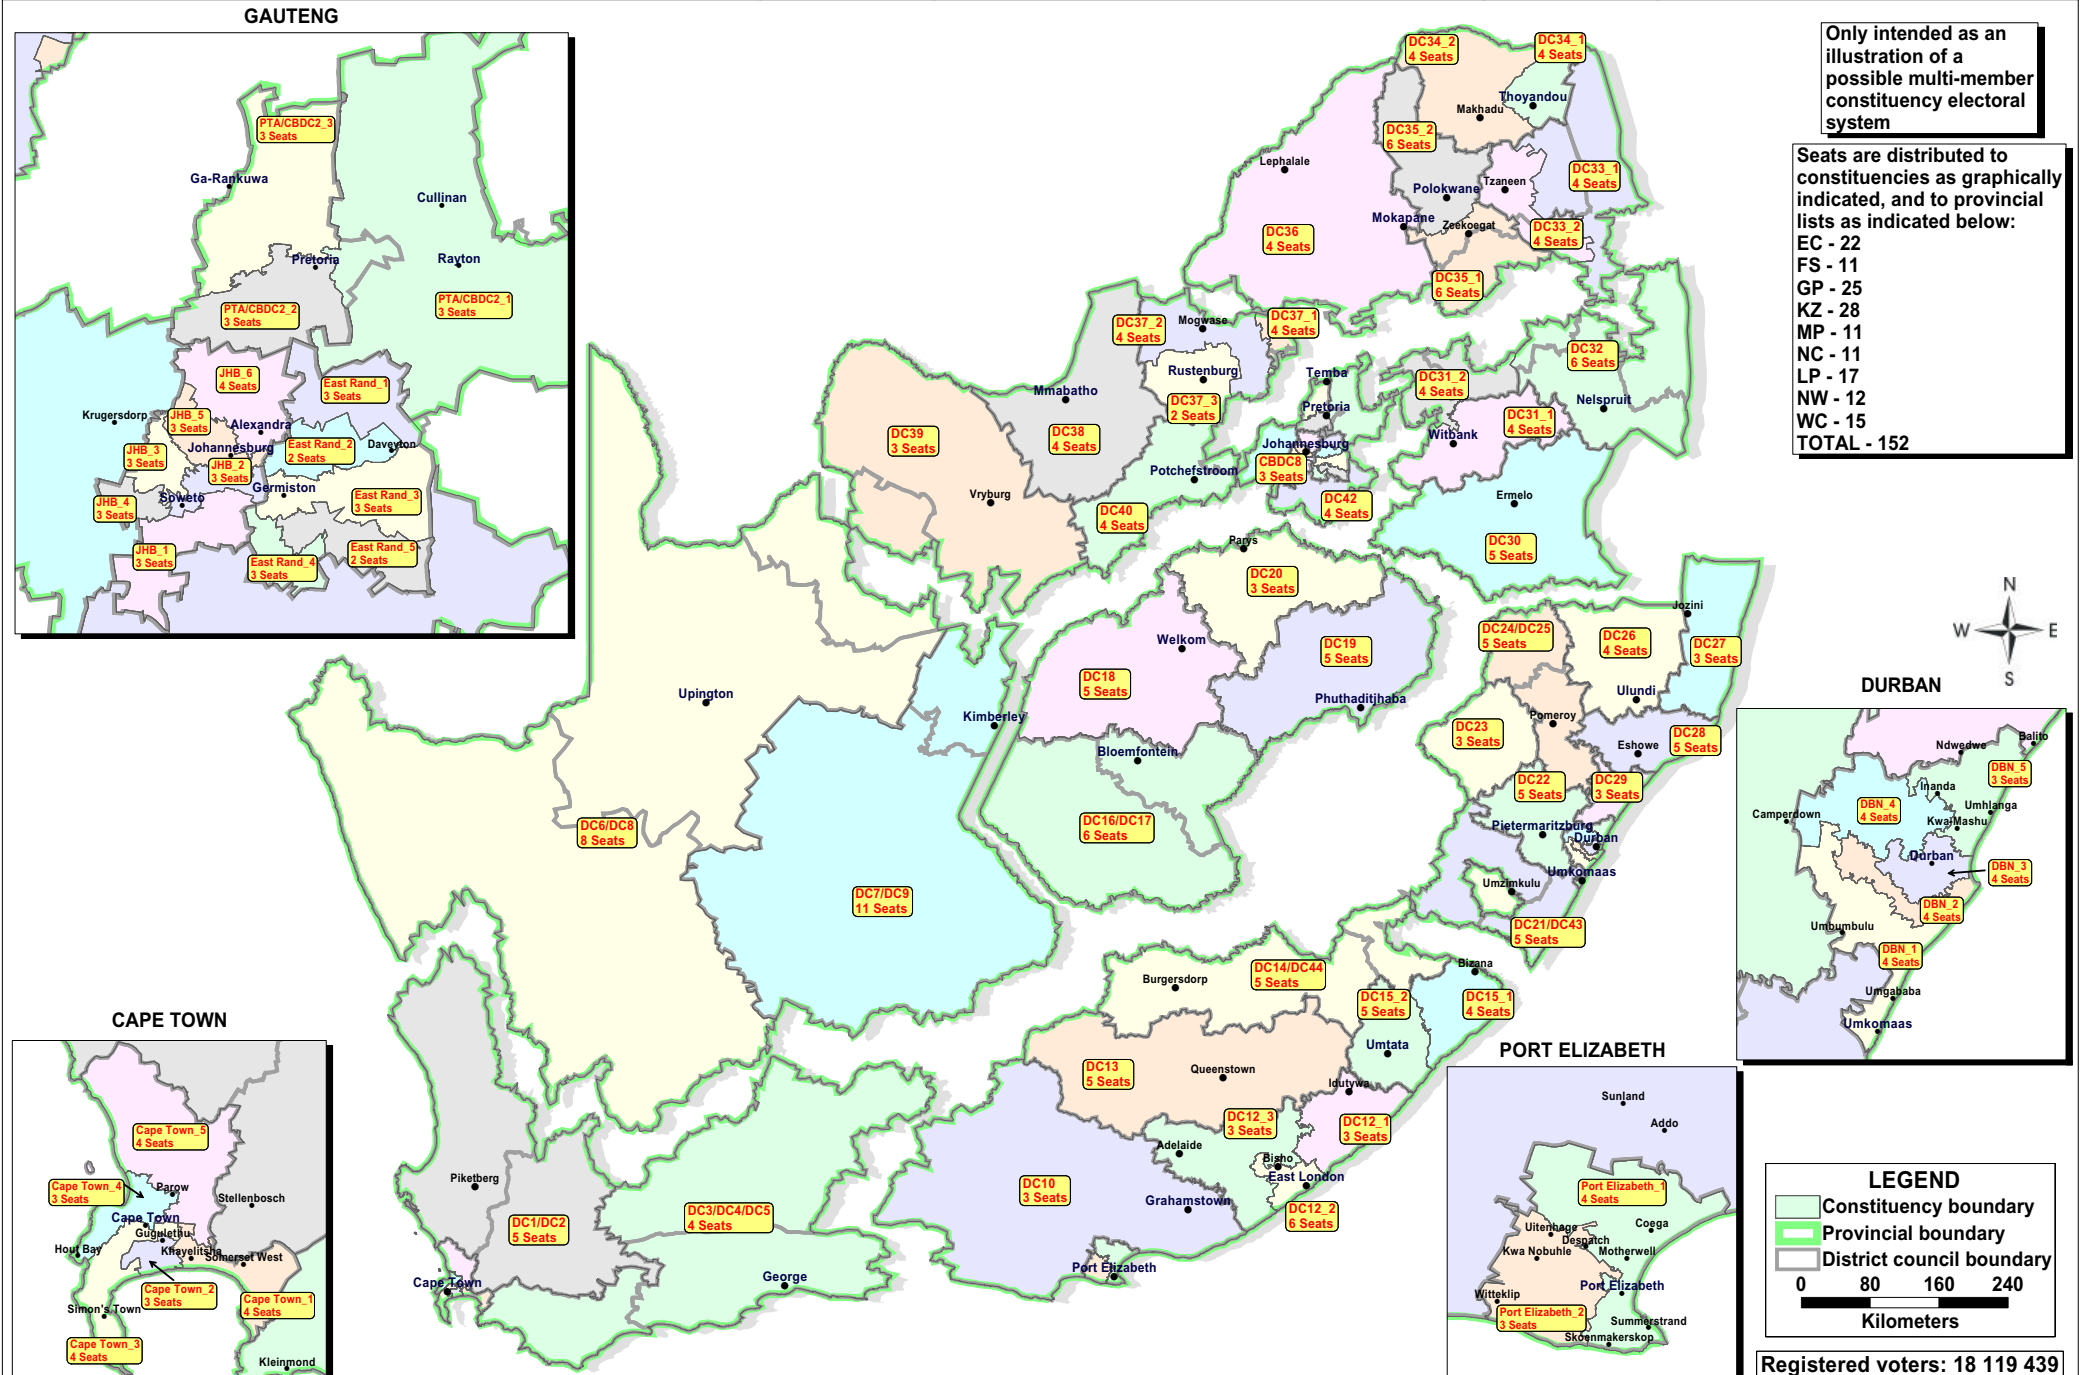 GAUTENG
PTA/CBDC2_3
3 Seats
Ga-Rankuwa
Cullinan
Pretoria
Rayton
PTA/CBDC2_1
3 Seats
PTA/CBDC2_2
3 Seats
JHB_6
4 Seats
East Rand_1
3 Seats
Krugersdorp
JHB_5
3 Seats
Alexandra
East Rand_2
2 Seats
Daveyton
JHB_3
3 Seats
Johannesburg
JHB_2
3 Seats
Germiston
JHB_4
3 Seats
Soweto
East Rand_3
3 Seats
JHB_1
3 Seats
East Rand_4
3 Seats
East Rand_5
2 Seats
Only intended as an
illustration of a
possible multi-member
constituency electoral
system
Seats are distributed to
constituencies as graphically
indicated, and to provincial
lists as indicated below:
EC - 22
FS - 11
GP - 25
KZ - 28
MP - 11
NC - 11
LP - 17
NW - 12
WC - 15
TOTAL - 152
DC34_2
4 Seats
DC34_1
4 Seats
Thoyandou
Makhadu
DC35_2
6 Seats
Lephalale
DC33_1
4 Seats
Polokwane
Tzaneen
Mokapane
Zeekoegat
DC33_2
4 Seats
DC36
4 Seats
DC35_1
6 Seats
DC37_2
4 Seats
Mogwase
DC37_1
4 Seats
DC32
6 Seats
Rustenburg
Temba
DC31_2
4 Seats
Mmabatho
DC37_3
2 Seats
Pretoria
Nelspruit
DC31_1
4 Seats
DC39
3 Seats
DC38
4 Seats
Johannesburg
Witbank
Potchefstroom
CBDC8
3 Seats
Vryburg
DC42
4 Seats
Ermelo
DC40
4 Seats
Parys
DC30
5 Seats
DC20
3 Seats
Jozini
Welkom
DC19
5 Seats
DC24/DC25
5 Seats
DC26
4 Seats
DC27
3 Seats
DC18
5 Seats
Upington
Phuthaditjhaba
Ulundi
Kimberley
Pomeroy
DC23
3 Seats
Bloemfontein
Eshowe
DC28
5 Seats
DC22
5 Seats
DC29
3 Seats
DC6/DC8
8 Seats
DC16/DC17
6 Seats
Pietermaritzburg
Durban
Umkomaas
Umzimkulu
DC7/DC9
11 Seats
DC21/DC43
5 Seats
Burgersdorp
DC14/DC44
5 Seats
Bizana
DC15_2
5 Seats
DC15_1
4 Seats
Umtata
DC13
5 Seats
Queenstown
Idutywa
DC12_3
3 Seats
DC12_1
3 Seats
Adelaide
Bisho
East London
DC12_2
6 Seats
DC10
3 Seats
Grahamstown
Port Elizabeth
Piketberg
DC1/DC2
5 Seats
DC3/DC4/DC5
4 Seats
George
Cape Town
N
W
E
S
DURBAN
Ndwedwe
Balito
DBN_5
3 Seats
Inanda
DBN_4
4 Seats
Umhlanga
Camperdown
Kwa-Mashu
Durban
DBN_3
4 Seats
DBN_2
4 Seats
Umbumbulu
DBN_1
4 Seats
Umgababa
Umkomaas
CAPE TOWN
Cape Town_5
4 Seats
Cape Town_4
3 Seats
Parow
Stellenbosch
Cape Town
Gugulethu
Hout Bay
Khayelitsha
Somerset West
Cape Town_2
3 Seats
Cape Town_1
4 Seats
Simon's Town
Cape Town_3
4 Seats
Kleinmond
PORT ELIZABETH
Sunland
Addo
Port Elizabeth_1
4 Seats
Uitenhage
Coega
Despatch
Kwa Nobuhle
Motherwell
Port Elizabeth
Witteklip
Port Elizabeth_2
3 Seats
Summerstrand
Skoenmakerskop
LEGEND
Constituency boundary
Provincial boundary
District council boundary
0 80 160 240
Kilometers
Registered voters: 18 119 439